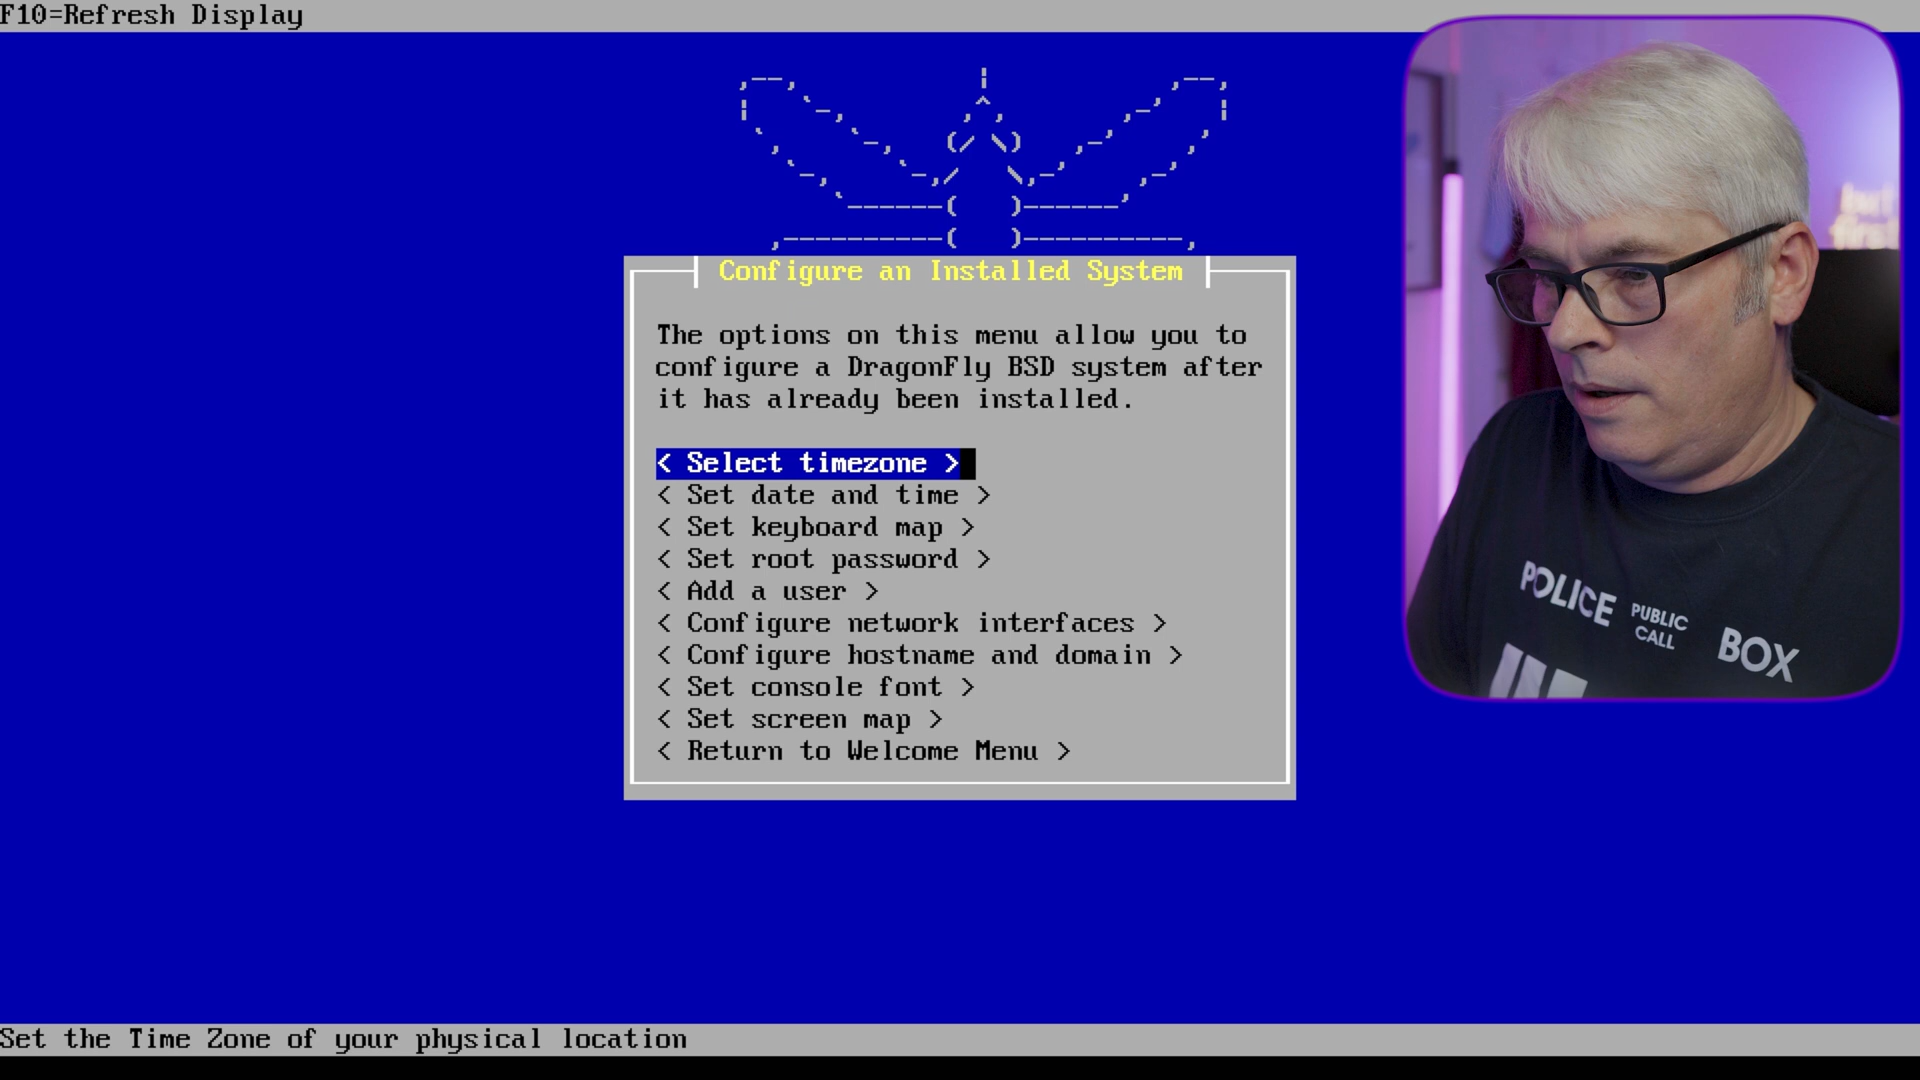 F10=Refresh Display
Configure an Installed System
The options on this menu allow you to
configure a DragonFly BSD system after
it has already been installed.
< Select timezone >
< Set date and time >
< Set keyboard map >
< Set root password >
< Add a user >
< Configure network interfaces >
< Configure hostname and domain >
< Set console font >
< Set screen map >
< Return to Welcome Menu >
Set the Time Zone of your physical location
POLICE PUBLIC CALL BOX